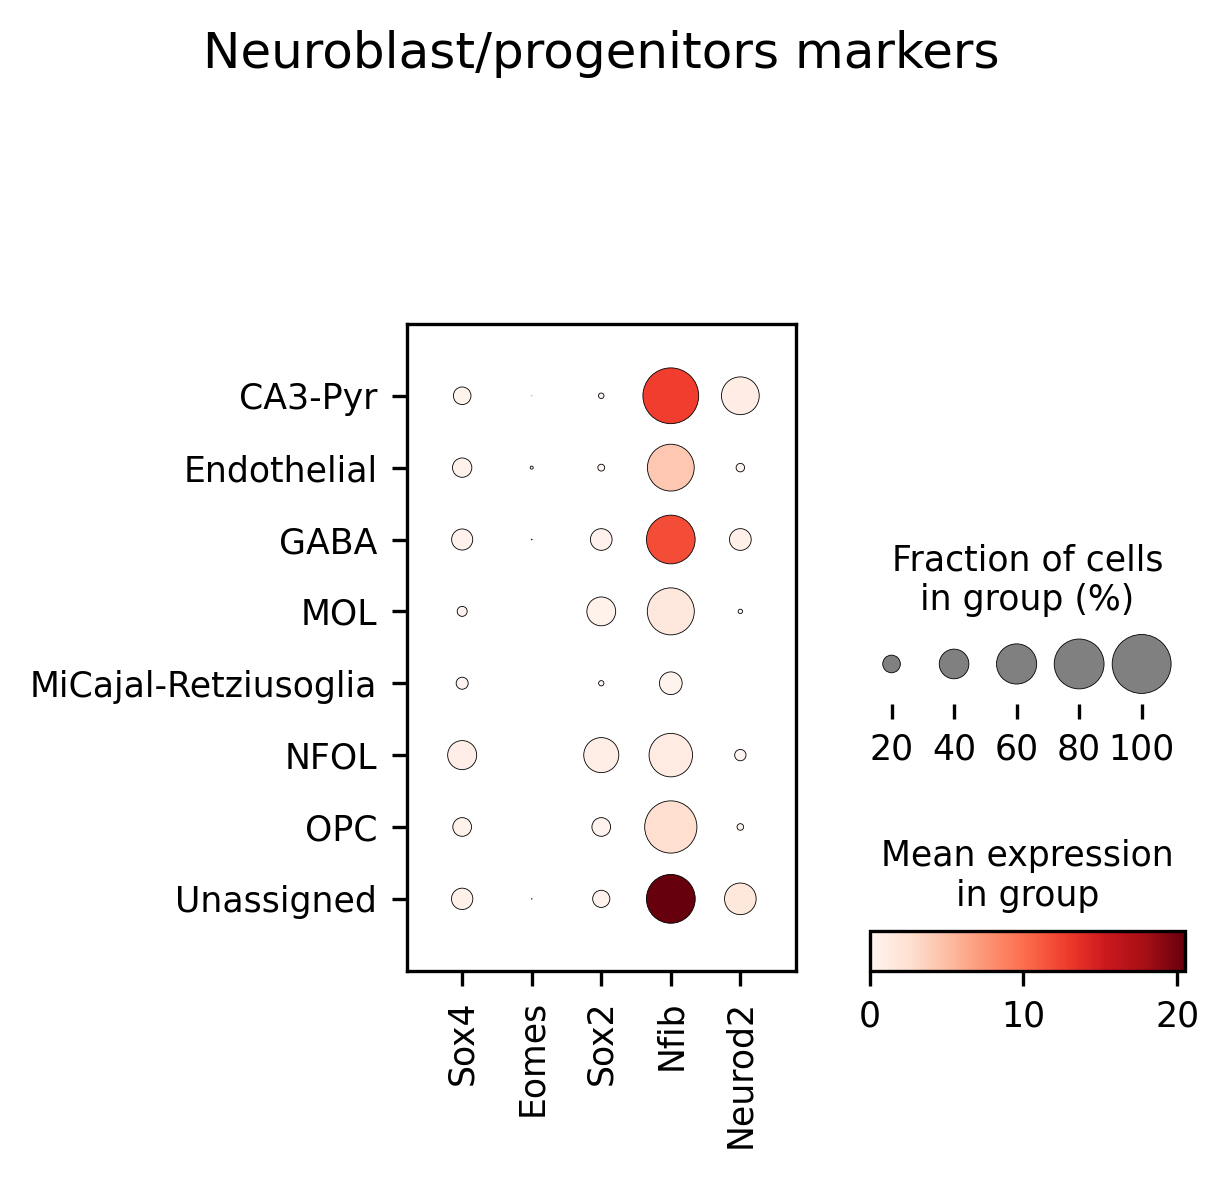 Neuroblast/progenitors markers
CA3-Pyr
Endothelial
GABA
MOL
MiCajal-Retziusoglia
NFOL
OPC
Unassigned
Sox4
Eomes
Sox2
Nfib
Neurod2
Fraction of cells
in group (%)
20 40 60 80 100
Mean expression
in group
0 10 20